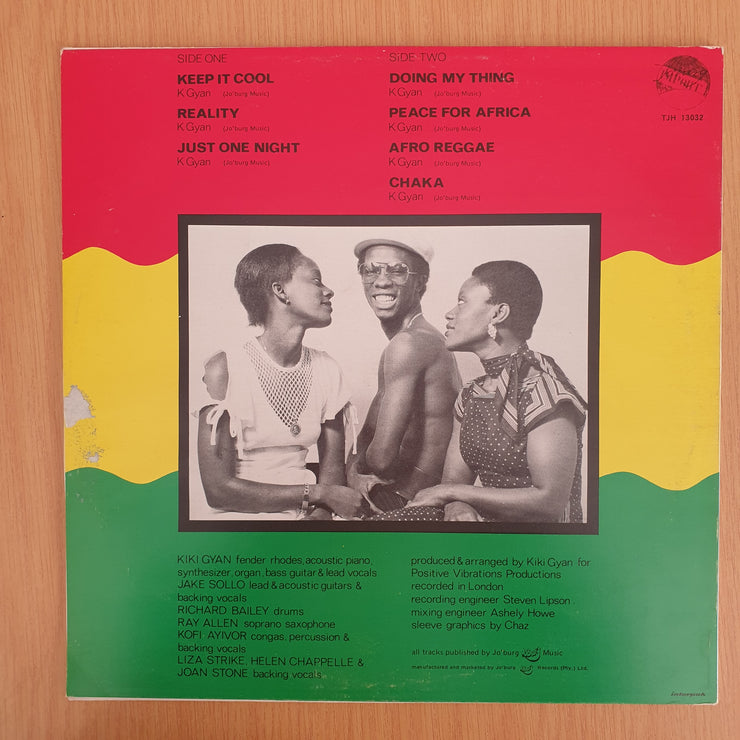 SIDE ONE
KEEP IT COOL
K Gyan (Jo'burg Music)
REALITY
K Gyan (Jo'burg Music)
JUST ONE NIGHT
K Gyan (Jo'burg Music)
SIDE TWO
DOING MY THING
K Gyan (Jo'burg Music)
PEACE FOR AFRICA
K Gyan (Jo'burg Music)
AFRO REGGAE
K Gyan (Jo'burg Music)
CHAKA
K Gyan (Jo'burg Music)
TJH 13032
KIKI GYAN fender rhodes, acoustic piano,
synthesizer, organ, bass guitar & lead vocals
JAKE SOLLO lead & acoustic guitars &
backing vocals
RICHARD BAILEY drums
RAY ALLEN soprano saxophone
KOFI AYIVOR congas, percussion &
backing vocals
LIZA STRIKE, HELEN CHAPPELLE &
JOAN STONE backing vocals
produced & arranged by Kiki Gyan for
Positive Vibrations Productions
recorded in London
recording engineer Steven Lipson
mixing engineer Ashely Howe
sleeve graphics by Chaz
all tracks published by Jo'burg Music
manufactured and marketed by Jo'burg Records (Pty.) Ltd.